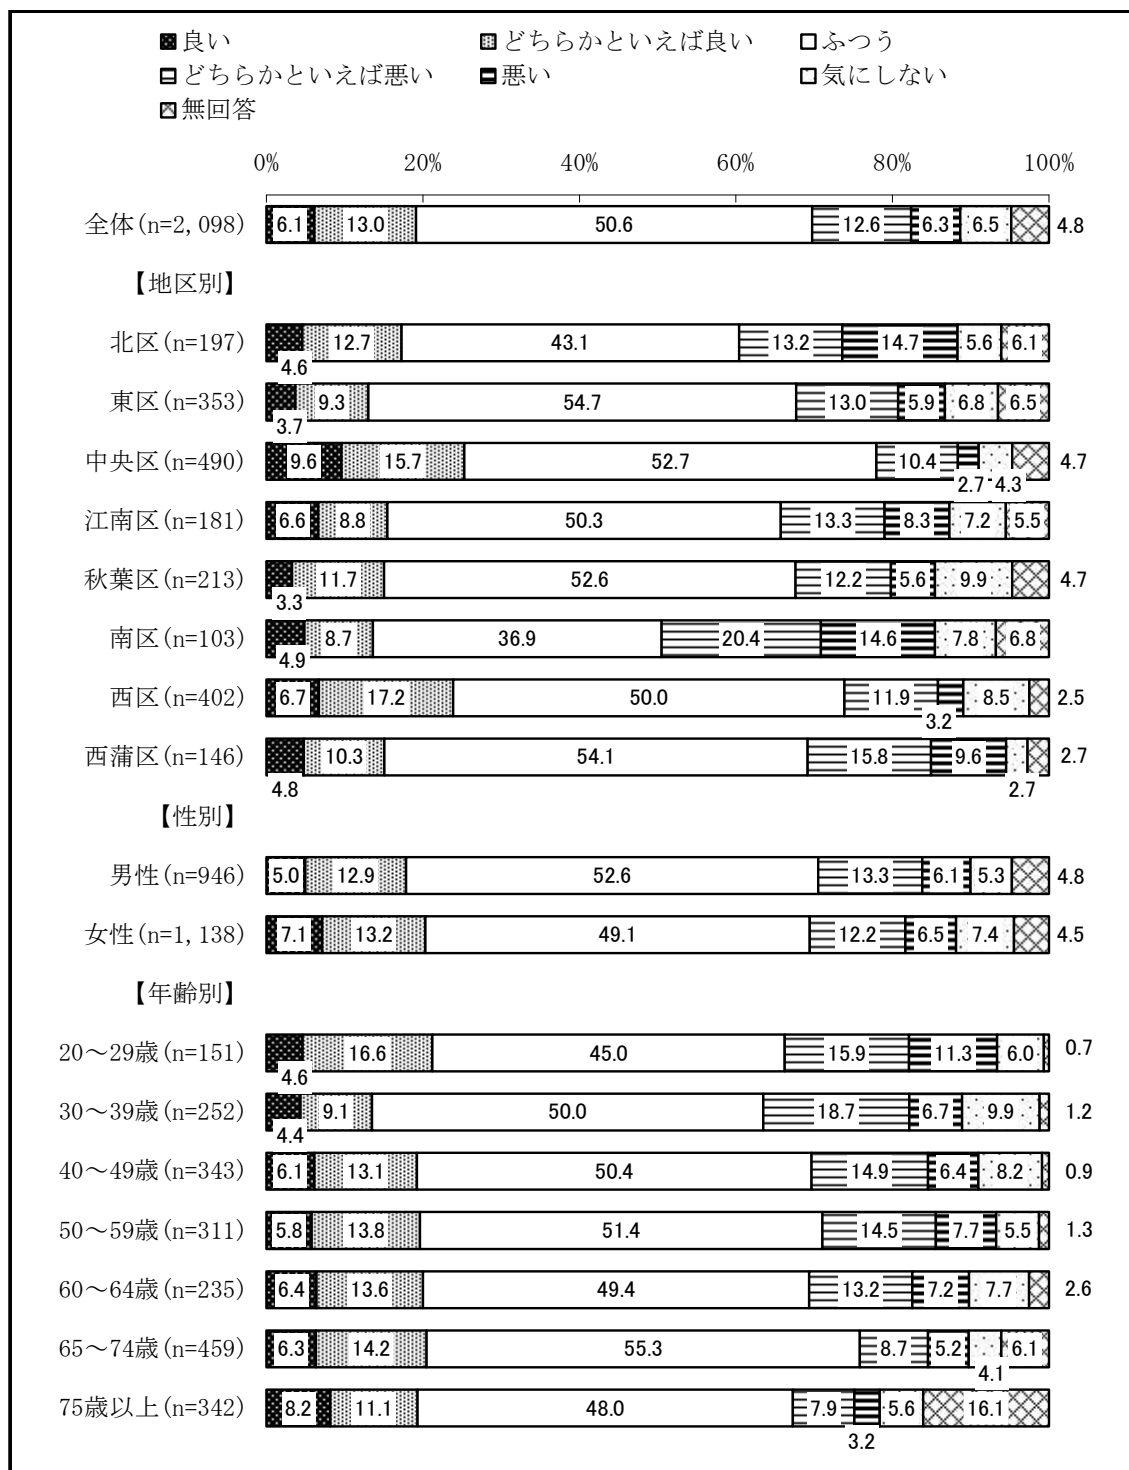 良い どちらかといえば良い ふつう
どちらかといえば悪い 悪い 気にしない
無回答
0% 20% 40% 60% 80% 100%
全体(n=2,098) 6.1 13.0 50.6 12.6 6.3 6.5 4.8
【地区別】
北区(n=197) 4.6 12.7 43.1 13.2 14.7 5.6 6.1
東区(n=353) 3.7 9.3 54.7 13.0 5.9 6.8 6.5
中央区(n=490) 9.6 15.7 52.7 10.4 2.7 4.3 4.7
江南区(n=181) 6.6 8.8 50.3 13.3 8.3 7.2 5.5
秋葉区(n=213) 3.3 11.7 52.6 12.2 5.6 9.9 4.7
南区(n=103) 4.9 8.7 36.9 20.4 14.6 7.8 6.8
西区(n=402) 6.7 17.2 50.0 11.9 3.2 8.5 2.5
西蒲区(n=146) 4.8 10.3 54.1 15.8 9.6 2.7 2.7
【性別】
男性(n=946) 5.0 12.9 52.6 13.3 6.1 5.3 4.8
女性(n=1,138) 7.1 13.2 49.1 12.2 6.5 7.4 4.5
【年齢別】
20～29歳(n=151) 4.6 16.6 45.0 15.9 11.3 6.0 0.7
30～39歳(n=252) 4.4 9.1 50.0 18.7 6.7 9.9 1.2
40～49歳(n=343) 6.1 13.1 50.4 14.9 6.4 8.2 0.9
50～59歳(n=311) 5.8 13.8 51.4 14.5 7.7 5.5 1.3
60～64歳(n=235) 6.4 13.6 49.4 13.2 7.2 7.7 2.6
65～74歳(n=459) 6.3 14.2 55.3 8.7 5.2 4.1 6.1
75歳以上(n=342) 8.2 11.1 48.0 7.9 3.2 5.6 16.1